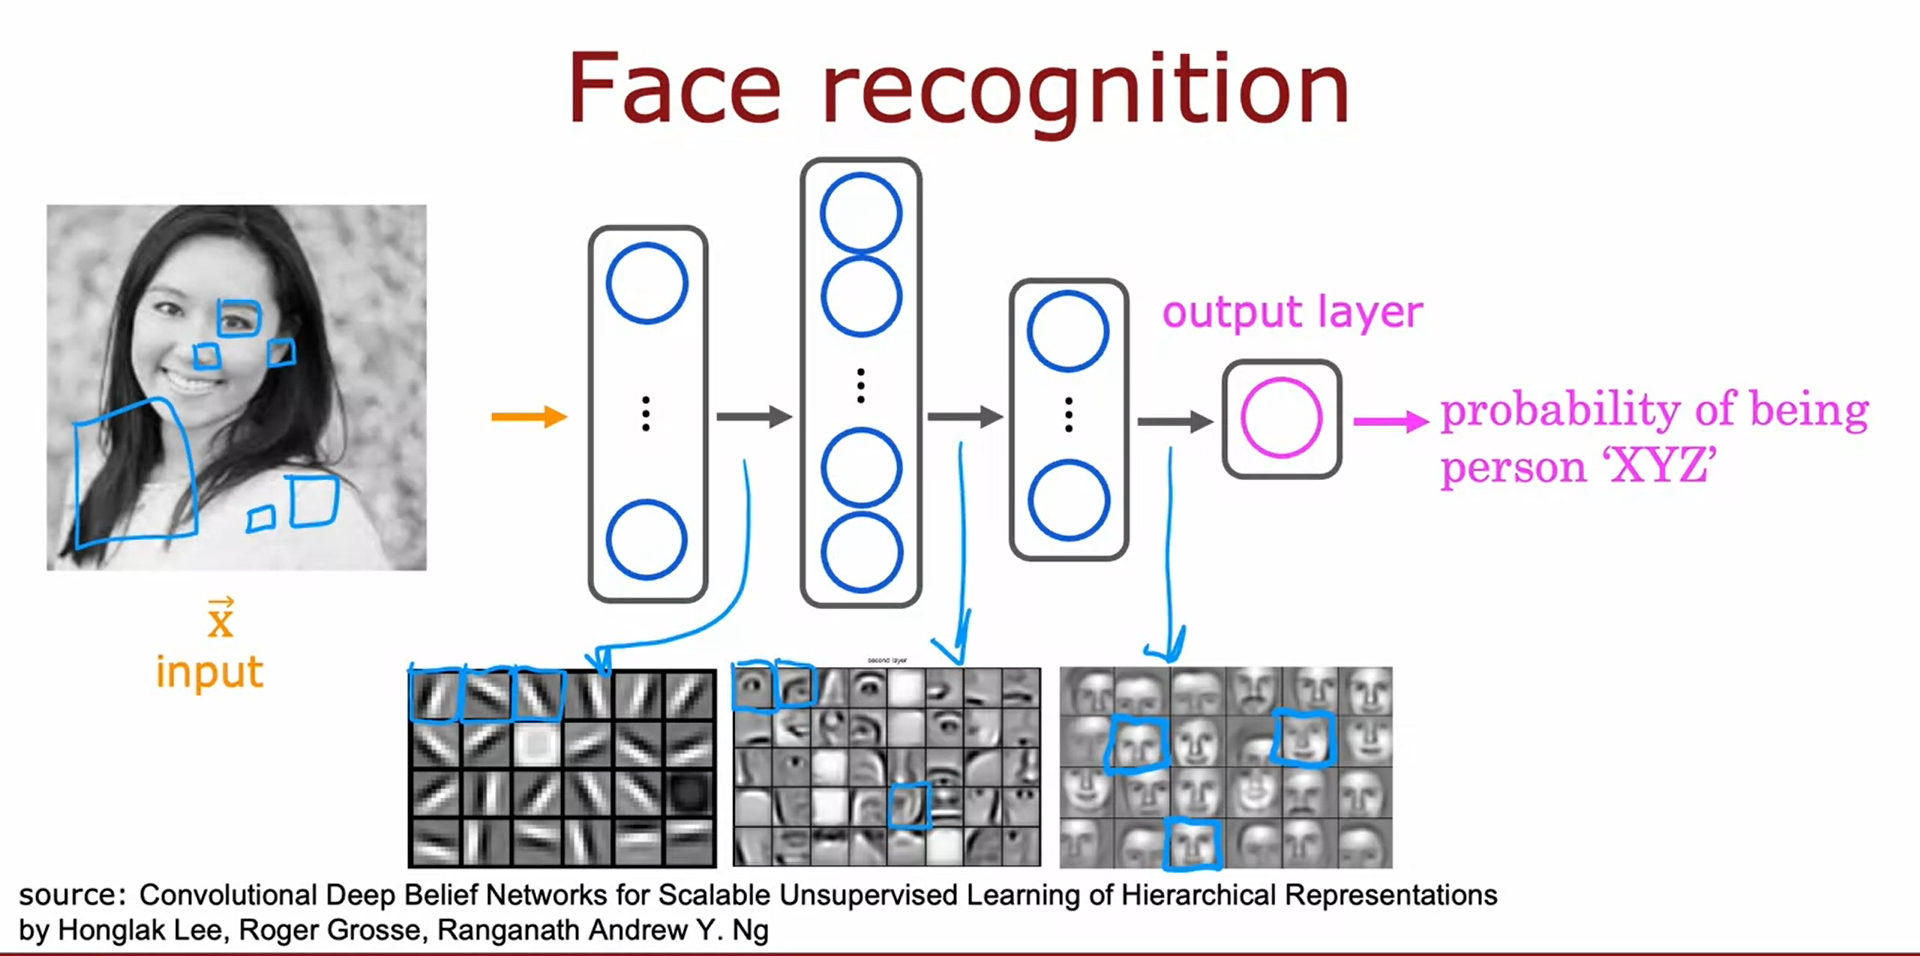 Face recognition
output layer
probability of being
person ‘XYZ’
x⃗
input
second layer
source: Convolutional Deep Belief Networks for Scalable Unsupervised Learning of Hierarchical Representations
by Honglak Lee, Roger Grosse, Ranganath Andrew Y. Ng